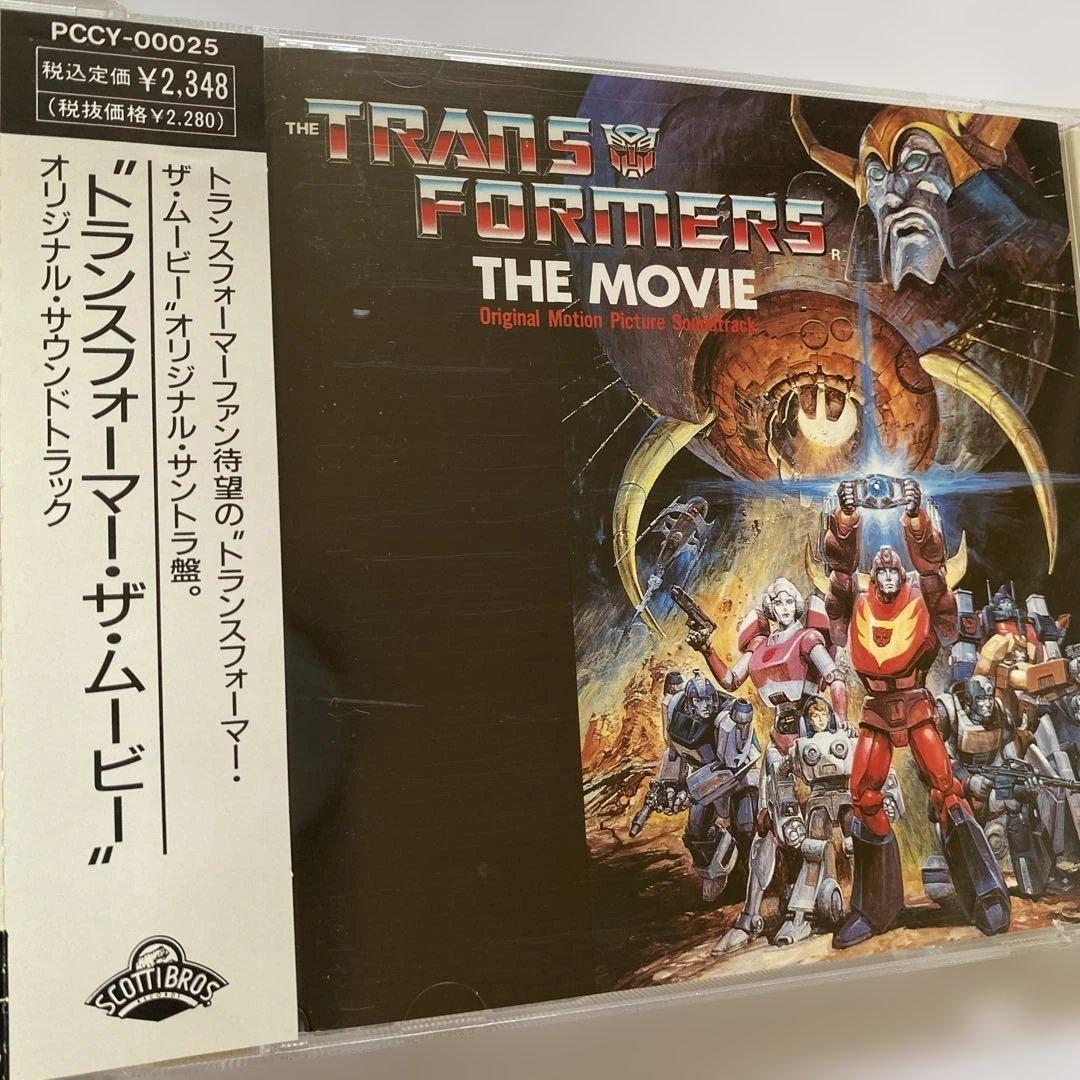 PCCY-00025
税込定価 ¥2,348
(税抜価格¥2,280)
トランスフォーマーファン待望の"トランスフォーマー・
ザ・ムービー"オリジナル・サントラ盤。
"トランスフォーマー・ザ・ムービー"
オリジナル・サウンドトラック
SCOTTI BROS.
RECORDS
THE TRANSFORMERS
R
THE MOVIE
Original Motion Picture Soundtrack